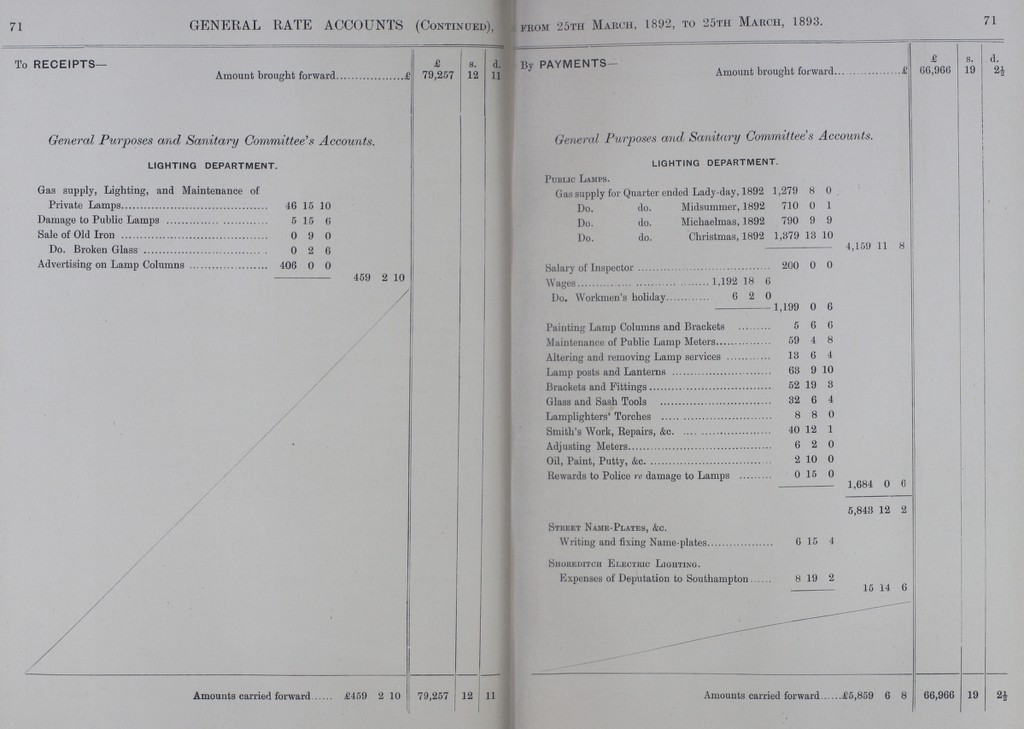 71 GENERAL RATE ACCOUNTS (Continued),
To RECEIPTS— £ s. d.
Amount brought forward..................£ 79,257 12 11
General Purposes and Sanitary Committee's Accounts.
LIGHTING DEPARTMENT.
Gas supply, Lighting, and Maintenance of
Private Lamps....................................... 46 15 10
Damage to Public Lamps ........................... 5 15 6
Sale of Old Iron ....................................... 0 9 0
Do. Broken Glass ................................. 0 2 6
Advertising on Lamp Columns ..................... 406 0 0
459 2 10
Amounts carried forward...... £459 2 10 79,257 12 11
from 25th March, 1892, to 25th March, 1893. 71
By PAYMENTS— £ s. d.
Amount brought forward..................£ 66,966 19 2½
General Purposes and Sanitary Committee's Accounts.
LIGHTING DEPARTMENT.
Public Lamps.
Gas supply for Quarter ended Lady-day, 1892 1,279 8 0
Do. do. Midsummer, 1892 710 0 1
Do. do. Michaelmas, 1892 790 9 9
Do. do. Christmas, 1892 1,379 13 10
4,159 11 8
Salary of Inspector .................................... 200 0 0
Wages.................................... 1,192 18 6
Do. Workmen's holiday............ 6 2 0
1,199 0 6
Painting Lamp Columns and Brackets ......... 5 6 6
Maintenance of Public Lamp Meters............... 59 4 8
Altering and removing Lamp services ............ 13 6 4
Lamp posts and Lanterns ........................... 63 9 10
Brackets and Fittings................................. 52 19 3
Glass and Sash Tools .............................. 32 6 4
Lamplighters' Torches .............................. 8 8 0
Smith's Work, Repairs, &c. ........................ 40 12 1
Adjusting Meters....................................... 6 2 0
Oil, Paint, Putty, &c. ................................. 2 10 0
Rewards to Police re damage to Lamps ......... 0 15 0
1,684 0 6
5,843 12 2
Street Name-Plates, &c.
Writing and fixing Name-plates.................. 6 15 4
Shoreditch Electric Lighting.
Expenses of Deputation to Southampton...... 8 19 2
15 14 6
Amounts carried forward......£5,859 6 8 66,966 19 2½